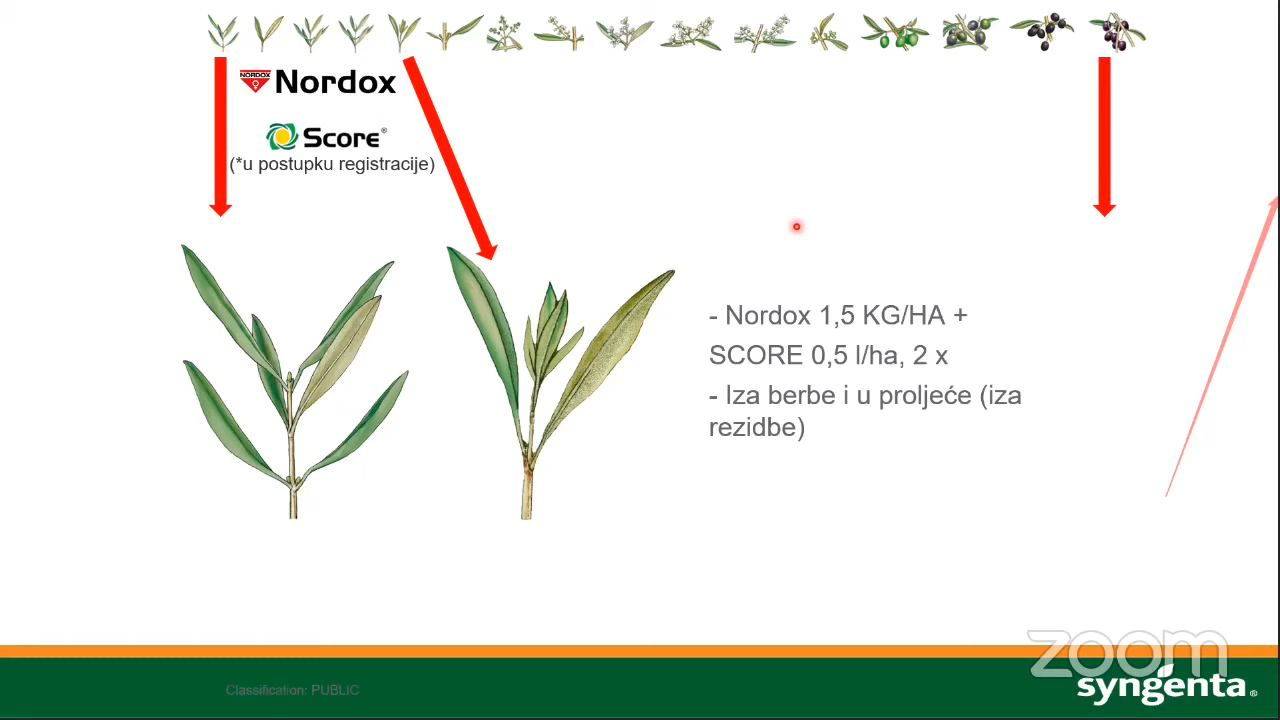 NORDOX
Nordox
Score®
(*u postupku registracije)
- Nordox 1,5 KG/HA +
SCORE 0,5 l/ha, 2 x
- Iza berbe i u proljeće (iza
rezidbe)
zoom
syngenta®
Classification: PUBLIC